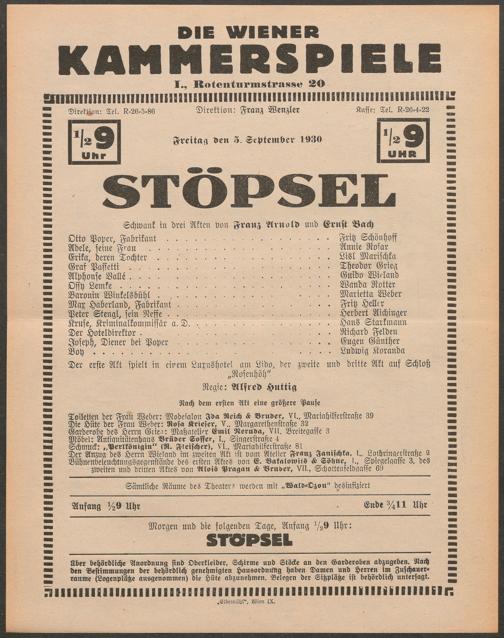 DIE WIENER
KAMMERSPIELE
I., Rotenturmstrasse 20
Direktion: Tel. R-26-5-86 Direktion: Franz Wenzler Kasse: Tel. R-26-4-22
1/2 9 Uhr Freitag den 5. September 1930 1/2 9 UHR
STÖPSEL
Schwank in drei Akten von Franz Arnold und Ernst Bach
Otto Poper, Fabrikant . . . Fritz Schönhoff
Adele, seine Frau . . . Annie Rosar
Erika, deren Tochter . . . Lisl Marischka
Graf Passetti . . . Theodor Grieg
Alphonse Vallé . . . Guido Wieland
Ossy Lemke . . . Wanda Rotter
Baronin Winkelsbühl . . . Marietta Weber
Max Haberland, Fabrikant . . . Fritz Heller
Peter Stengl, sein Neffe . . . Herbert Aichinger
Kruse, Kriminalkommissär a. D. . . . Hans Starkmann
Der Hoteldirektor . . . Richard Felden
Joseph, Diener bei Poper . . . Eugen Günther
Boy . . . Ludwig Koranda
Der erste Akt spielt in einem Luxushotel am Lido, der zweite und dritte Akt auf Schloß
„Rosenhöh"
Regie: Alfred Huttig
Nach dem ersten Akt eine größere Pause
Toiletten der Frau Weber: Modesalon Ida Reich & Bruder, VI., Mariahilferstraße 39
Die Hüte der Frau Weber: Rosa Krieser, V., Margarethenstraße 32
Garderobe des Herrn Grieg: Maßatelier Emil Neruda, VII., Breitegasse 3
Möbel: Antiquitätenhaus Brüder Soffer, I., Singerstraße 4
Schmuck: „Perlkönigin" (R. Fleischer), VI., Mariahilferstraße 81
Der Anzug des Herrn Wieland im zweiten Akt ist vom Atelier Franz Janischka, I., Lothringerstraße 2
Bühnenbeleuchtungsgegenstände des ersten Aktes von E. Bakalowits & Söhne, I., Spiegelgasse 3, des
zweiten und dritten Aktes von Alois Pragan & Bruder, VII., Schottenfeldgasse 69
Sämtliche Räume des Theaters werden mit „Wald-Ozon" desinfiziert
Anfang ½9 Uhr Ende ¾11 Uhr
Morgen und die folgenden Tage, Anfang ½9 Uhr:
STÖPSEL
Über behördliche Anordnung sind Oberkleider, Schirme und Stöcke an den Garderoben abzugeben. Nach
den Bestimmungen der behördlich genehmigten Hausordnung haben Damen und Herren im Zuschauer-
raume (Logenplätze ausgenommen) die Hüte abzunehmen. Belegen der Sitzplätze ist behördlich untersagt.
„Elbemühl", Wien IX.